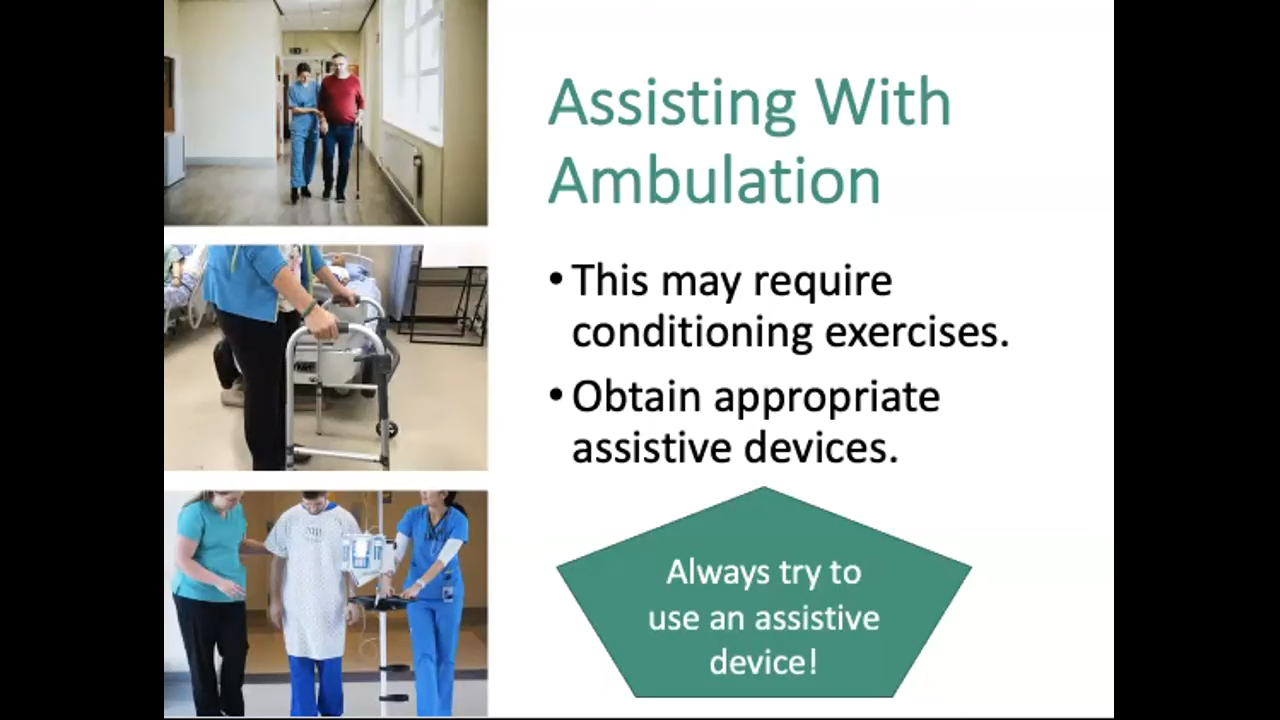 Assisting With
Ambulation
• This may require
conditioning exercises.
• Obtain appropriate
assistive devices.
Always try to
use an assistive
device!